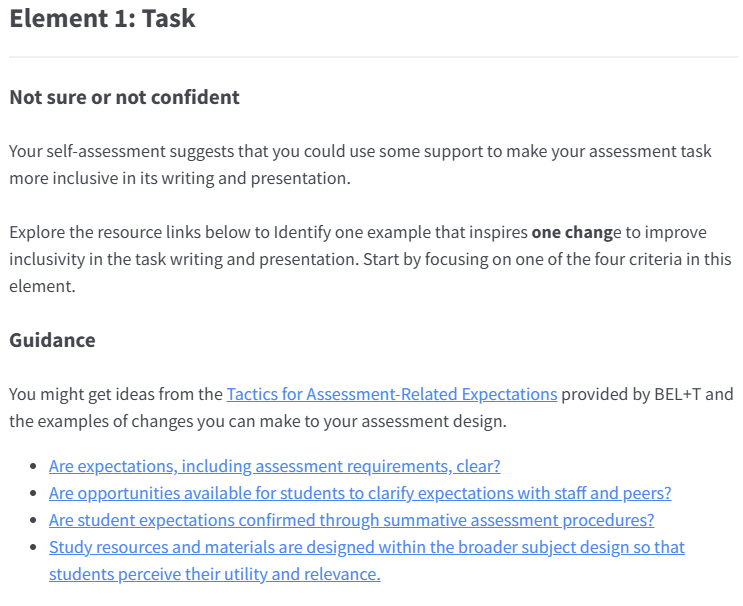 Element 1: Task
Not sure or not confident
Your self-assessment suggests that you could use some support to make your assessment task
more inclusive in its writing and presentation.
Explore the resource links below to Identify one example that inspires one change to improve
inclusivity in the task writing and presentation. Start by focusing on one of the four criteria in this
element.
Guidance
You might get ideas from the Tactics for Assessment-Related Expectations provided by BEL+T and
the examples of changes you can make to your assessment design.
• Are expectations, including assessment requirements, clear?
• Are opportunities available for students to clarify expectations with staff and peers?
• Are student expectations confirmed through summative assessment procedures?
• Study resources and materials are designed within the broader subject design so that
students perceive their utility and relevance.